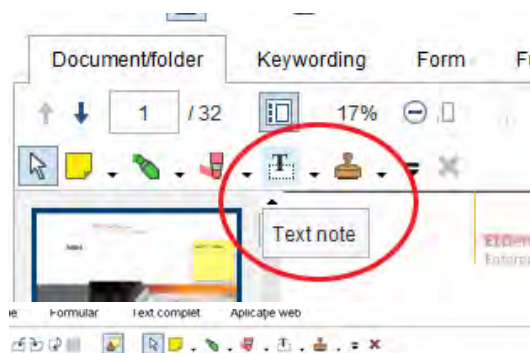 Document/folder Keywording Form
1 / 32 17%
T
Text note
Formular Text complet Aplicație web